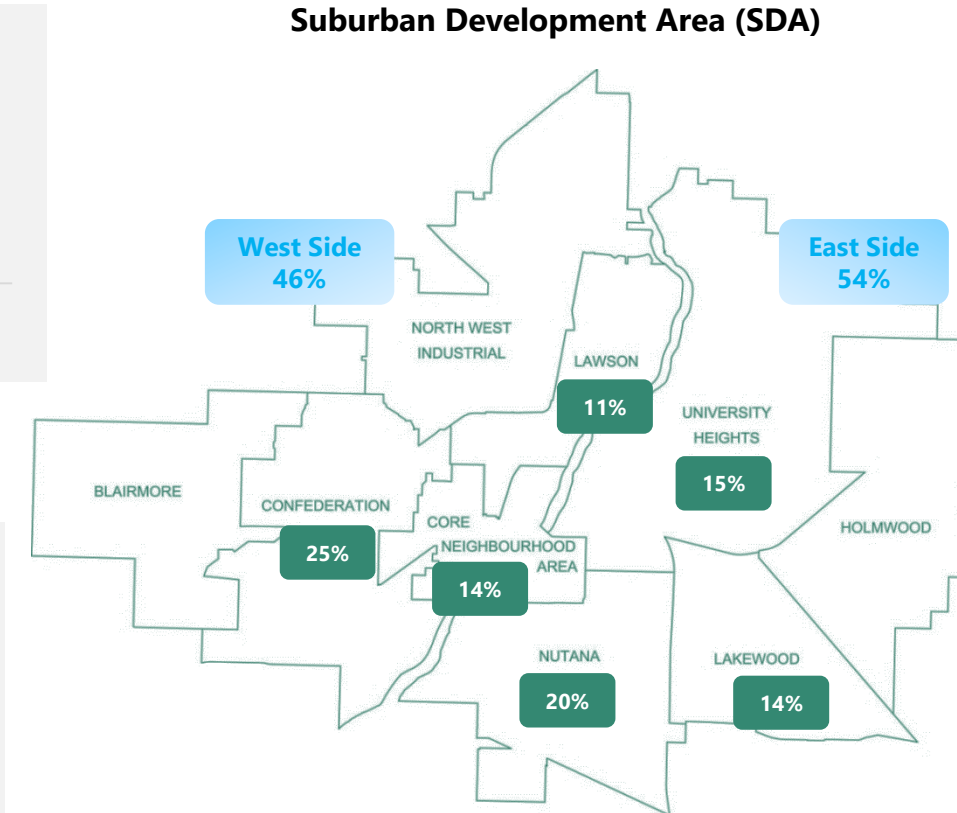 Suburban Development Area (SDA)
West Side
46%
East Side
54%
NORTH WEST
INDUSTRIAL
LAWSON
11%
UNIVERSITY
HEIGHTS
15%
BLAIRMORE
CONFEDERATION
25%
CORE
NEIGHBOURHOOD
AREA
14%
HOLMWOOD
NUTANA
20%
LAKEWOOD
14%